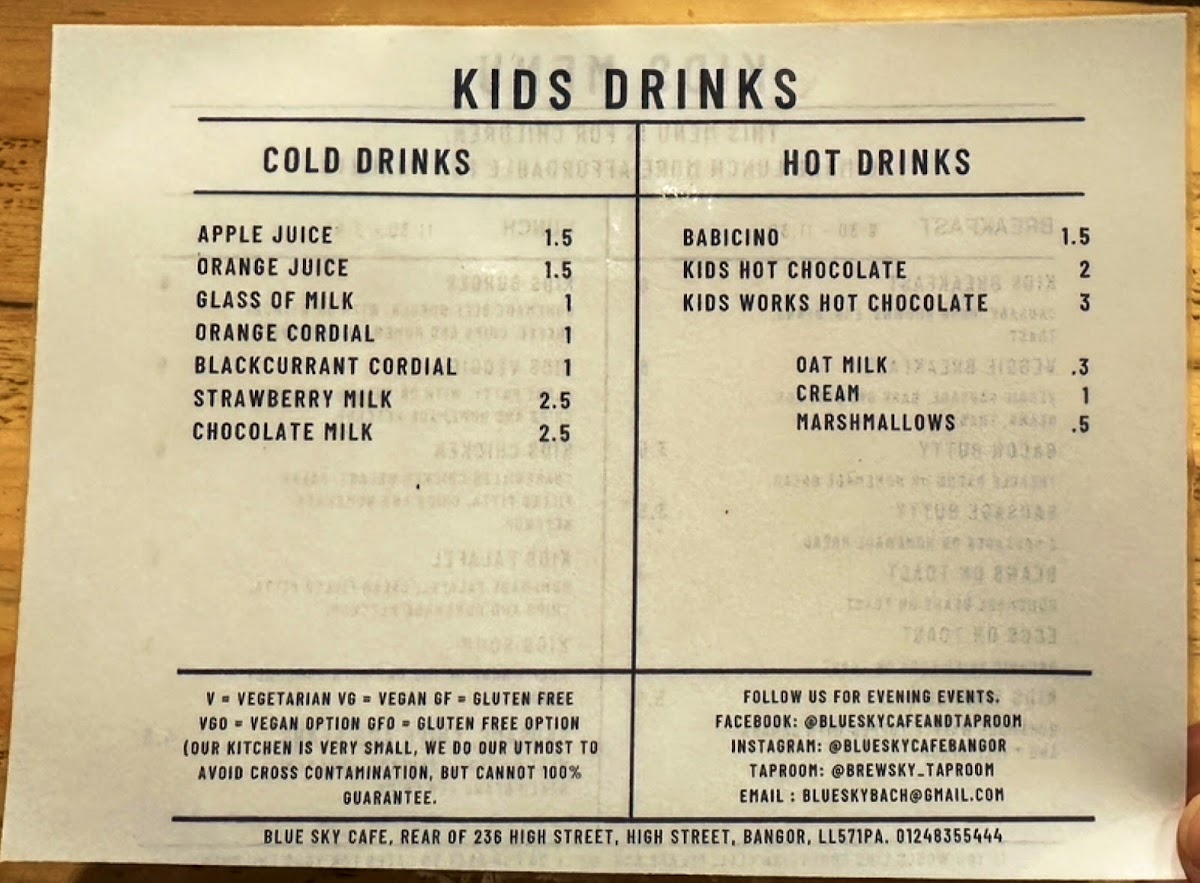 KIDS DRINKS
COLD DRINKS
APPLE JUICE 1.5
ORANGE JUICE 1.5
GLASS OF MILK 1
ORANGE CORDIAL 1
BLACKCURRANT CORDIAL 1
STRAWBERRY MILK 2.5
CHOCOLATE MILK 2.5
HOT DRINKS
BABICINO 1.5
KIDS HOT CHOCOLATE 2
KIDS WORKS HOT CHOCOLATE 3
OAT MILK .3
CREAM 1
MARSHMALLOWS .5
V = VEGETARIAN VG = VEGAN GF = GLUTEN FREE
VGO = VEGAN OPTION GFO = GLUTEN FREE OPTION
(OUR KITCHEN IS VERY SMALL, WE DO OUR UTMOST TO
AVOID CROSS CONTAMINATION, BUT CANNOT 100%
GUARANTEE.
FOLLOW US FOR EVENING EVENTS.
FACEBOOK: @BLUESKYCAFEANDTAPROOM
INSTAGRAM: @BLUESKYCAFEBANGOR
TAPROOM: @BREWSKY_TAPROOM
EMAIL : BLUESKYBACH@GMAIL.COM
BLUE SKY CAFE, REAR OF 236 HIGH STREET, HIGH STREET, BANGOR, LL571PA. 01248355444